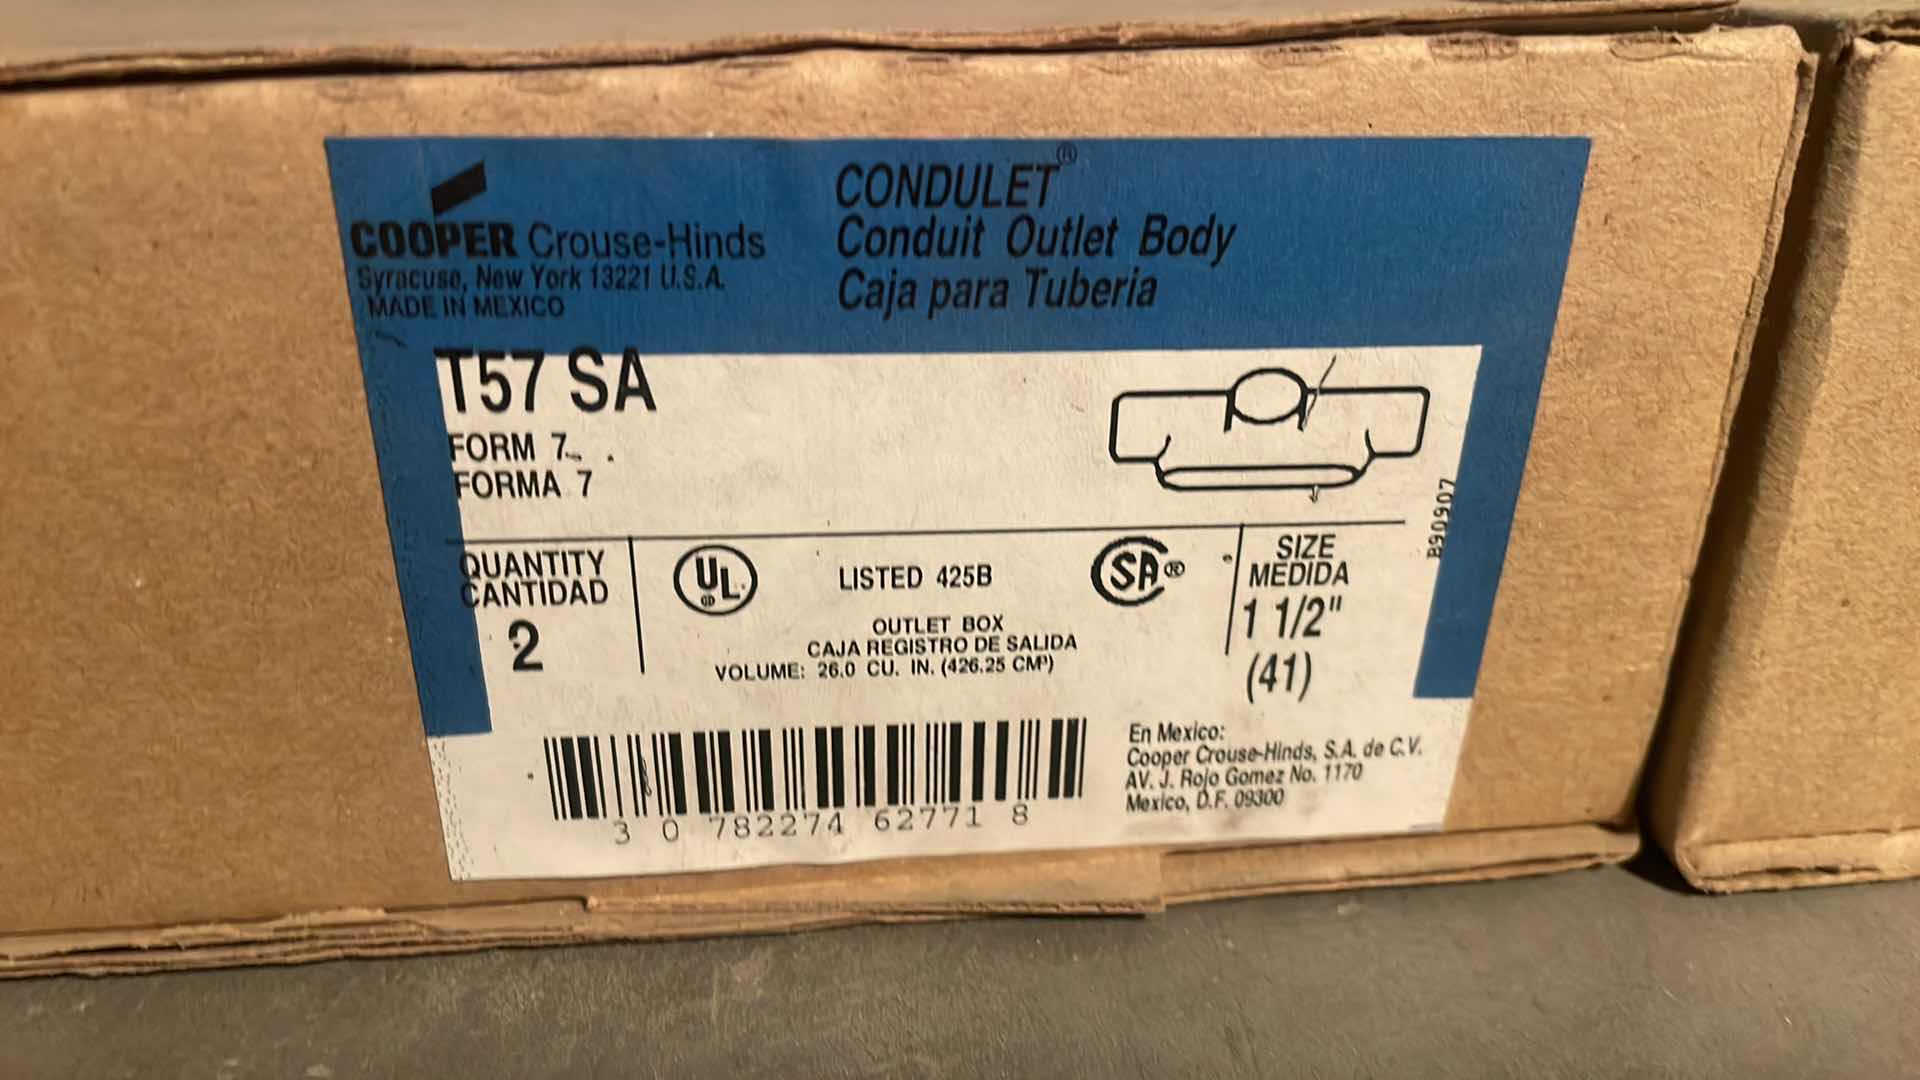 COOPER Crouse-Hinds
Syracuse, New York 13221 U.S.A.
MADE IN MEXICO
CONDULET®
Conduit Outlet Body
Caja para Tuberia
T57 SA
FORM 7
FORMA 7
QUANTITY
CANTIDAD
2
UL
LISTED 425B
OUTLET BOX
CAJA REGISTRO DE SALIDA
VOLUME: 26.0 CU. IN. (426.25 CM³)
SA®
SIZE
MEDIDA
1 1/2"
(41)
B90907
3 0 782274 62771 8
En Mexico:
Cooper Crouse-Hinds, S.A. de C.V.
AV. J. Rojo Gomez No. 1170
Mexico, D.F. 09300